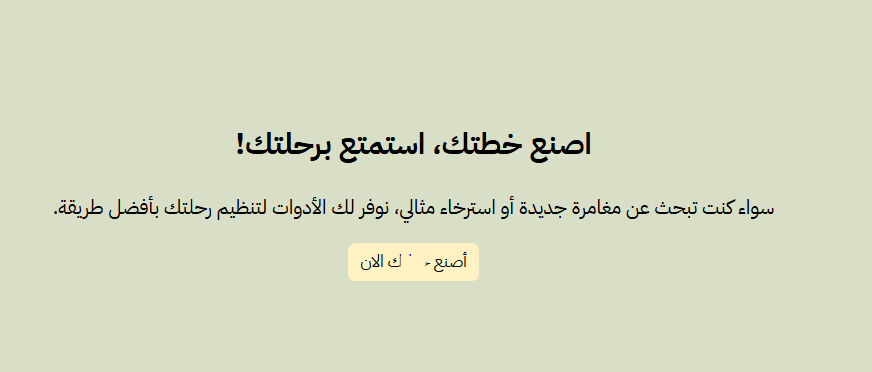 اصنع خطتك، استمتع برحلتك!
سواء كنت تبحث عن مغامرة جديدة أو استرخاء مثالي، نوفر لك الأدوات لتنظيم رحلتك بأفضل طريقة.
أصنع الان